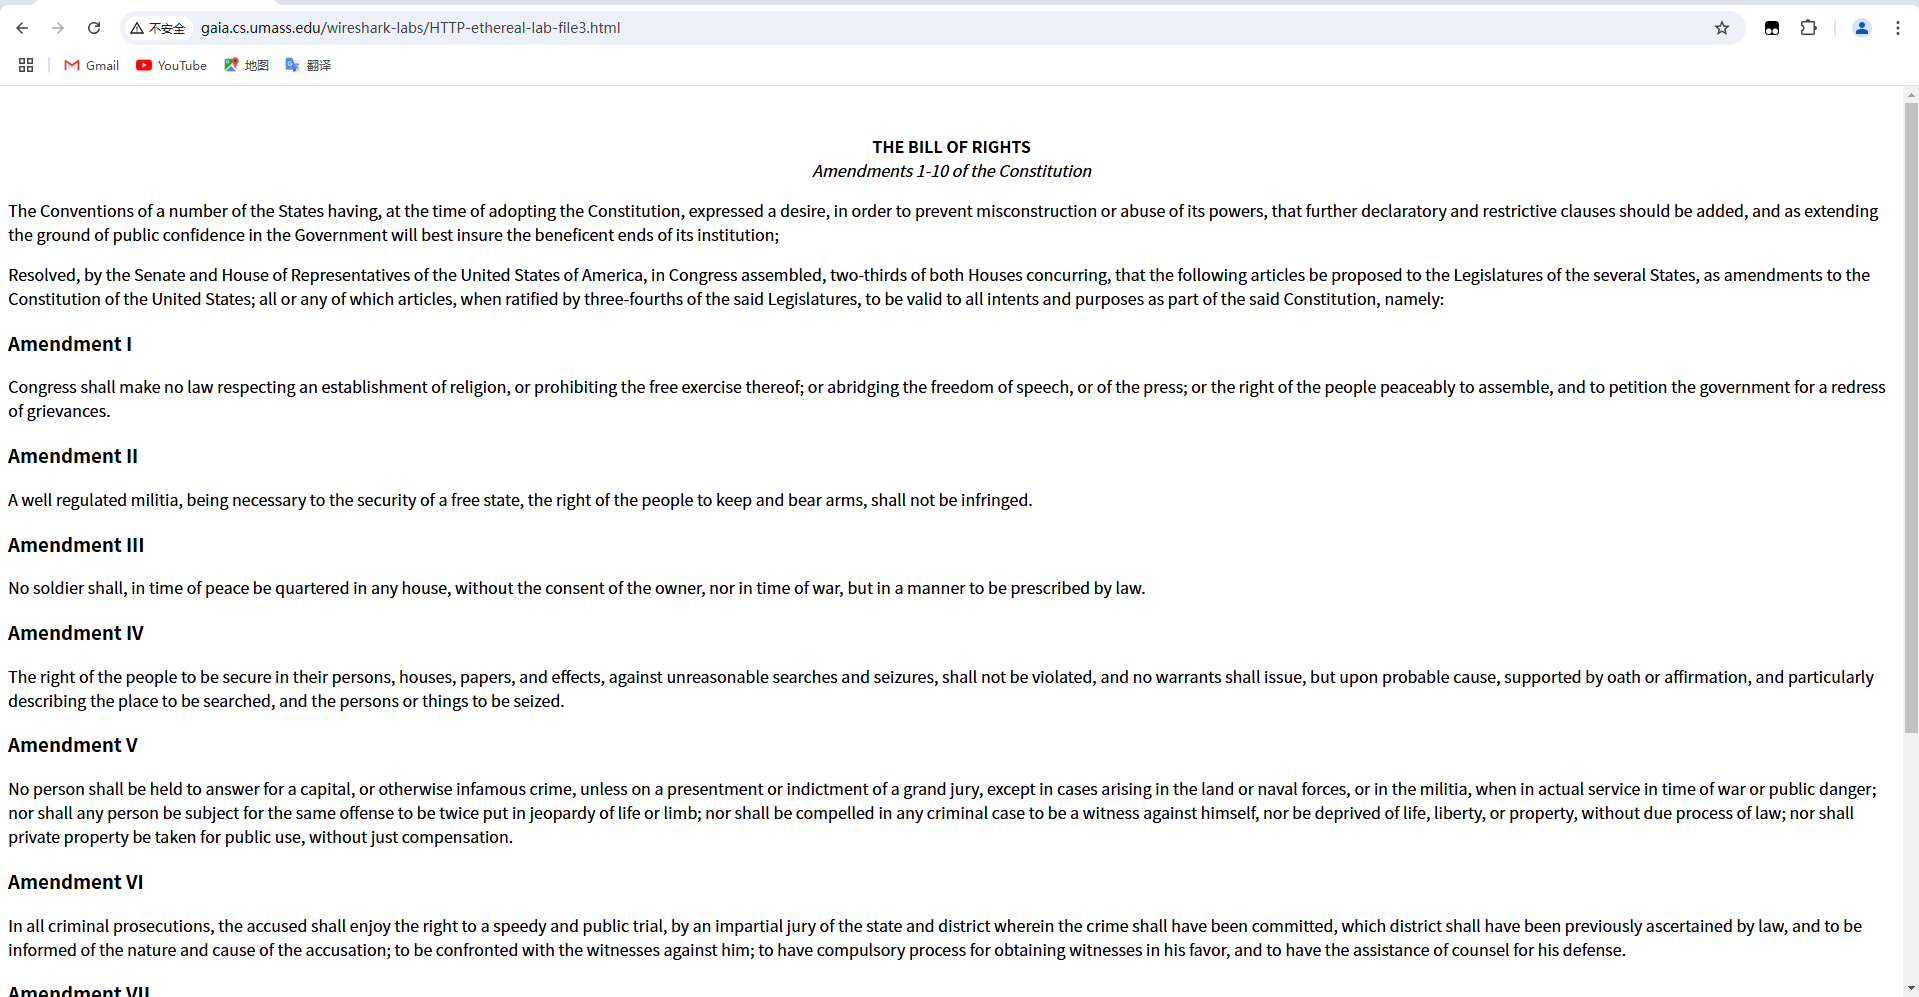 不安全 gaia.cs.umass.edu/wireshark-labs/HTTP-ethereal-lab-file3.html
Gmail YouTube 地图 翻译
THE BILL OF RIGHTS
Amendments 1-10 of the Constitution
The Conventions of a number of the States having, at the time of adopting the Constitution, expressed a desire, in order to prevent misconstruction or abuse of its powers, that further declaratory and restrictive clauses should be added, and as extending
the ground of public confidence in the Government will best insure the beneficent ends of its institution;
Resolved, by the Senate and House of Representatives of the United States of America, in Congress assembled, two-thirds of both Houses concurring, that the following articles be proposed to the Legislatures of the several States, as amendments to the
Constitution of the United States; all or any of which articles, when ratified by three-fourths of the said Legislatures, to be valid to all intents and purposes as part of the said Constitution, namely:
Amendment I
Congress shall make no law respecting an establishment of religion, or prohibiting the free exercise thereof; or abridging the freedom of speech, or of the press; or the right of the people peaceably to assemble, and to petition the government for a redress
of grievances.
Amendment II
A well regulated militia, being necessary to the security of a free state, the right of the people to keep and bear arms, shall not be infringed.
Amendment III
No soldier shall, in time of peace be quartered in any house, without the consent of the owner, nor in time of war, but in a manner to be prescribed by law.
Amendment IV
The right of the people to be secure in their persons, houses, papers, and effects, against unreasonable searches and seizures, shall not be violated, and no warrants shall issue, but upon probable cause, supported by oath or affirmation, and particularly
describing the place to be searched, and the persons or things to be seized.
Amendment V
No person shall be held to answer for a capital, or otherwise infamous crime, unless on a presentment or indictment of a grand jury, except in cases arising in the land or naval forces, or in the militia, when in actual service in time of war or public danger;
nor shall any person be subject for the same offense to be twice put in jeopardy of life or limb; nor shall be compelled in any criminal case to be a witness against himself, nor be deprived of life, liberty, or property, without due process of law; nor shall
private property be taken for public use, without just compensation.
Amendment VI
In all criminal prosecutions, the accused shall enjoy the right to a speedy and public trial, by an impartial jury of the state and district wherein the crime shall have been committed, which district shall have been previously ascertained by law, and to be
informed of the nature and cause of the accusation; to be confronted with the witnesses against him; to have compulsory process for obtaining witnesses in his favor, and to have the assistance of counsel for his defense.
Amendment VII